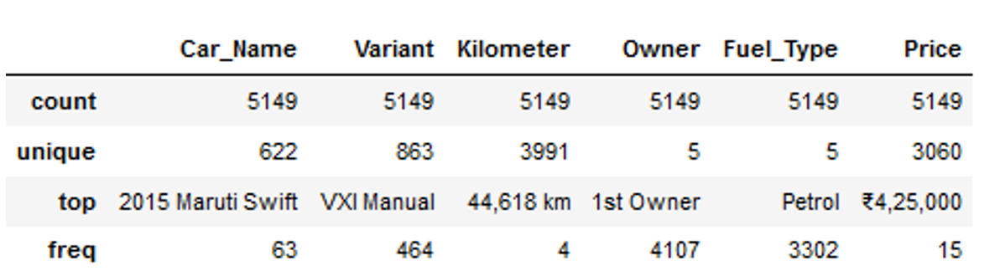 Car_Name Variant Kilometer Owner Fuel_Type Price
count 5149 5149 5149 5149 5149 5149
unique 622 863 3991 5 5 3060
top 2015 Maruti Swift VXI Manual 44,618 km 1st Owner Petrol ₹4,25,000
freq 63 464 4 4107 3302 15